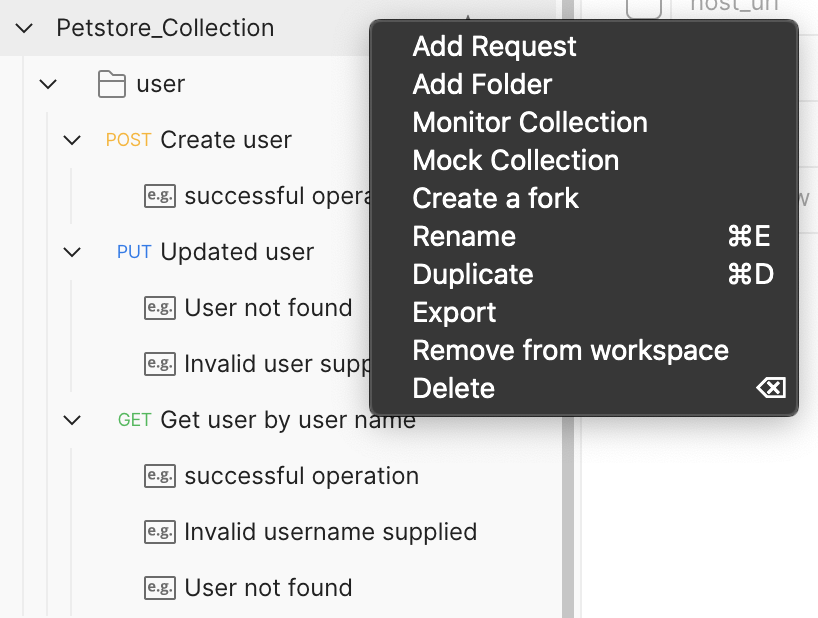 Petstore_Collection
user
POST Create user
e.g. successful opera
PUT Updated user
e.g. User not found
e.g. Invalid user supp
GET Get user by user name
e.g. successful operation
e.g. Invalid username supplied
e.g. User not found
host_url
Add Request
Add Folder
Monitor Collection
Mock Collection
Create a fork
Rename ⌘E
Duplicate ⌘D
Export
Remove from workspace
Delete ⌫
w